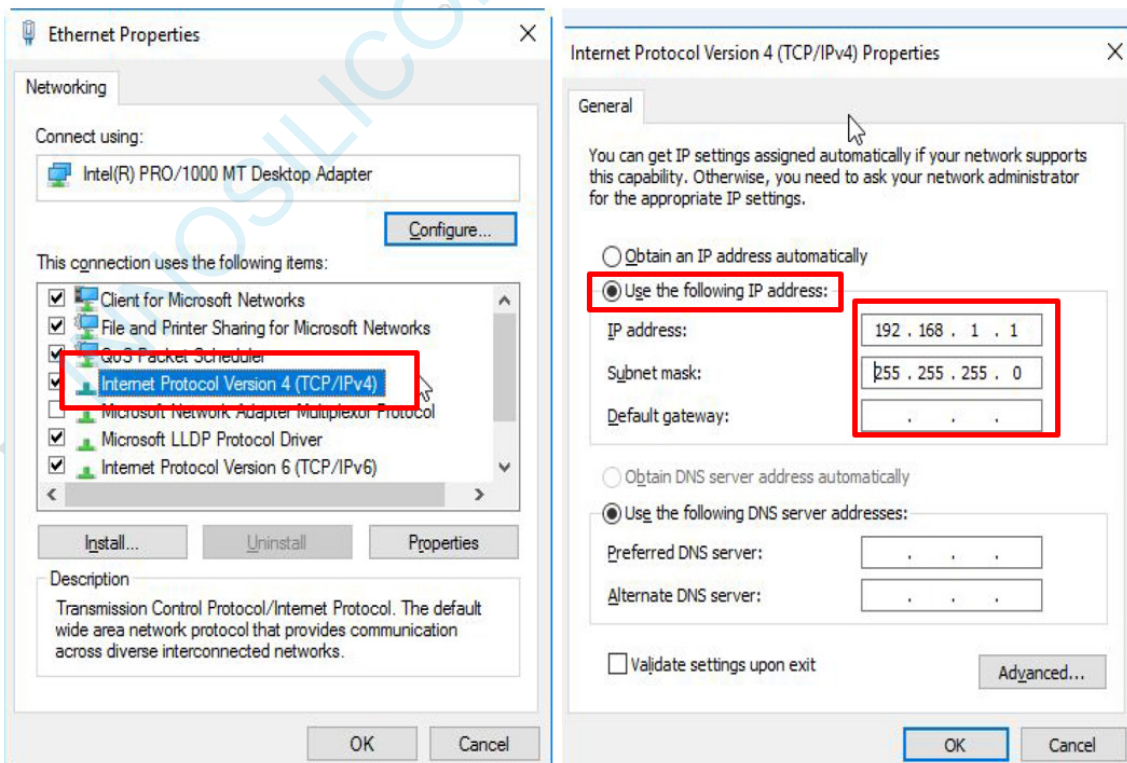 Ethernet Properties
Networking
Connect using:
Intel(R) PRO/1000 MT Desktop Adapter
Configure...
This connection uses the following items:
Client for Microsoft Networks
File and Printer Sharing for Microsoft Networks
QoS Packet Scheduler
Internet Protocol Version 4 (TCP/IPv4)
Microsoft Network Adapter Multiplexor Protocol
Microsoft LLDP Protocol Driver
Internet Protocol Version 6 (TCP/IPv6)
Install...
Uninstall
Properties
Description
Transmission Control Protocol/Internet Protocol. The default
wide area network protocol that provides communication
across diverse interconnected networks.
OK
Cancel
Internet Protocol Version 4 (TCP/IPv4) Properties
General
You can get IP settings assigned automatically if your network supports
this capability. Otherwise, you need to ask your network administrator
for the appropriate IP settings.
Obtain an IP address automatically
Use the following IP address:
IP address:
192 . 168 . 1 . 1
Subnet mask:
255 . 255 . 255 . 0
Default gateway:
. . .
Obtain DNS server address automatically
Use the following DNS server addresses:
Preferred DNS server:
. . .
Alternate DNS server:
. . .
Validate settings upon exit
Advanced...
OK
Cancel